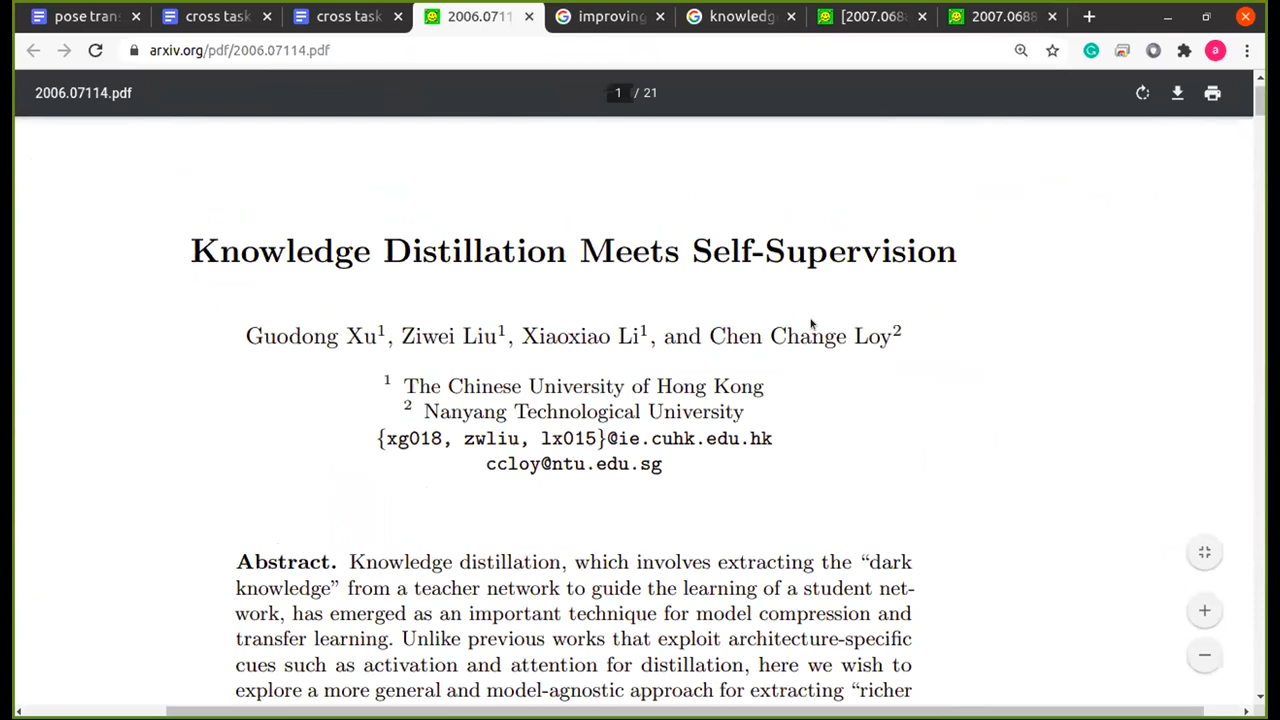 pose tran
cross task
cross task
2006.0711
improving
knowledg
[2007.0688
2007.0688
arxiv.org/pdf/2006.07114.pdf
a
2006.07114.pdf
1 / 21
Knowledge Distillation Meets Self-Supervision
Guodong Xu1, Ziwei Liu1, Xiaoxiao Li1, and Chen Change Loy2
1 The Chinese University of Hong Kong
2 Nanyang Technological University
{xg018, zwliu, lx015}@ie.cuhk.edu.hk
ccloy@ntu.edu.sg
Abstract. Knowledge distillation, which involves extracting the “dark
knowledge” from a teacher network to guide the learning of a student net-
work, has emerged as an important technique for model compression and
transfer learning. Unlike previous works that exploit architecture-specific
cues such as activation and attention for distillation, here we wish to
explore a more general and model-agnostic approach for extracting “richer